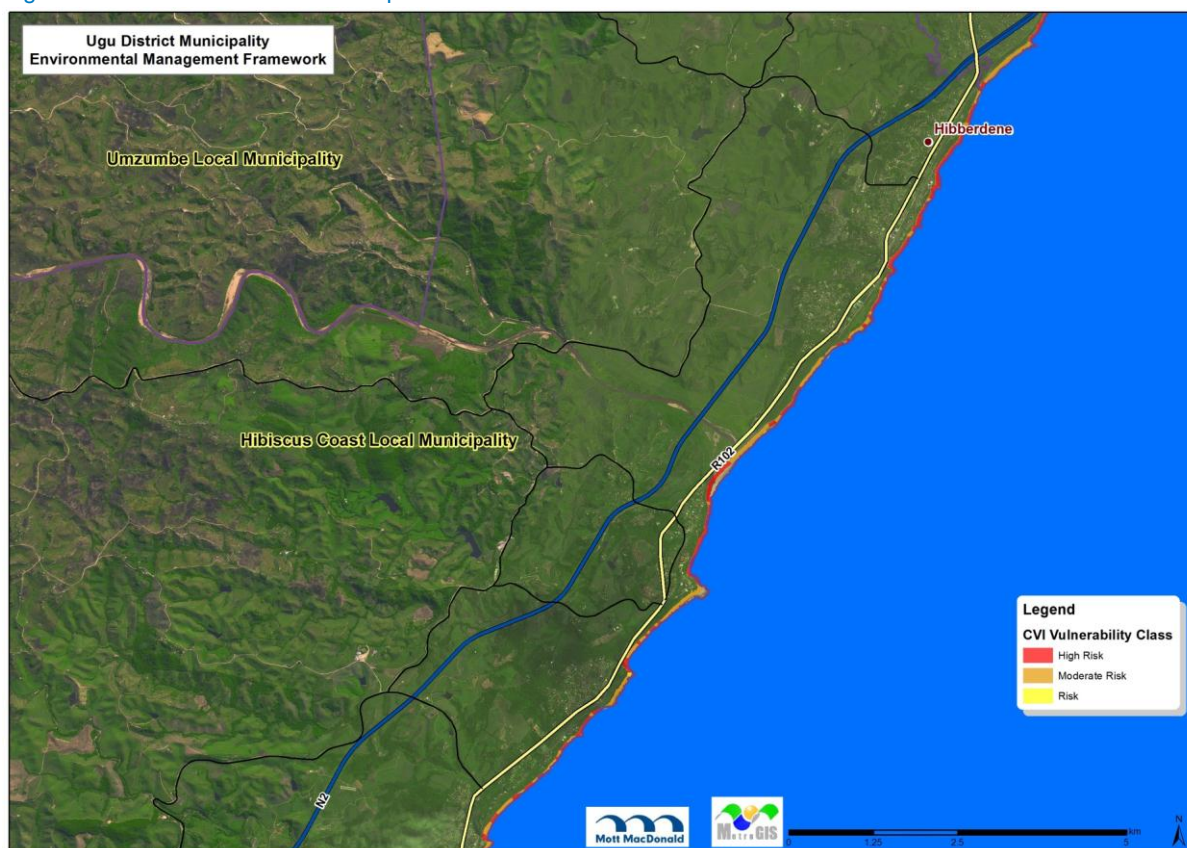 Ugu District Municipality
Environmental Management Framework
Hibberdene
Umzumbe Local Municipality
Hibiscus Coast Local Municipality
R102
N2
Legend
CVI Vulnerability Class
High Risk
Moderate Risk
Risk
Mott MacDonald
MetroGIS
km
0 1.25 2.5 5
N